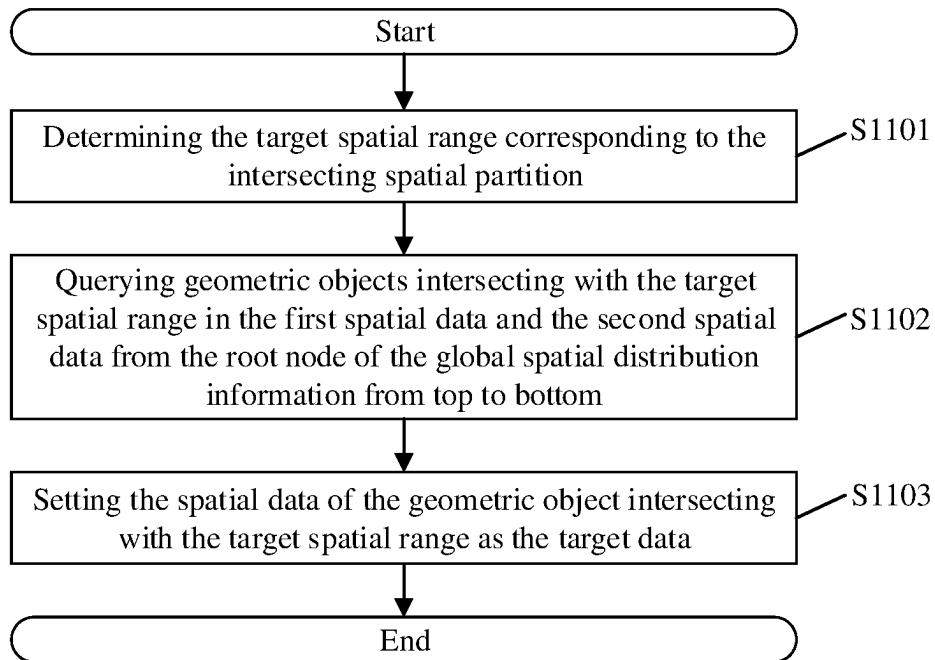 Start
Determining the target spatial range corresponding to the
intersecting spatial partition
S1101
Querying geometric objects intersecting with the target
spatial range in the first spatial data and the second spatial
data from the root node of the global spatial distribution
information from top to bottom
S1102
Setting the spatial data of the geometric object intersecting
with the target spatial range as the target data
S1103
End